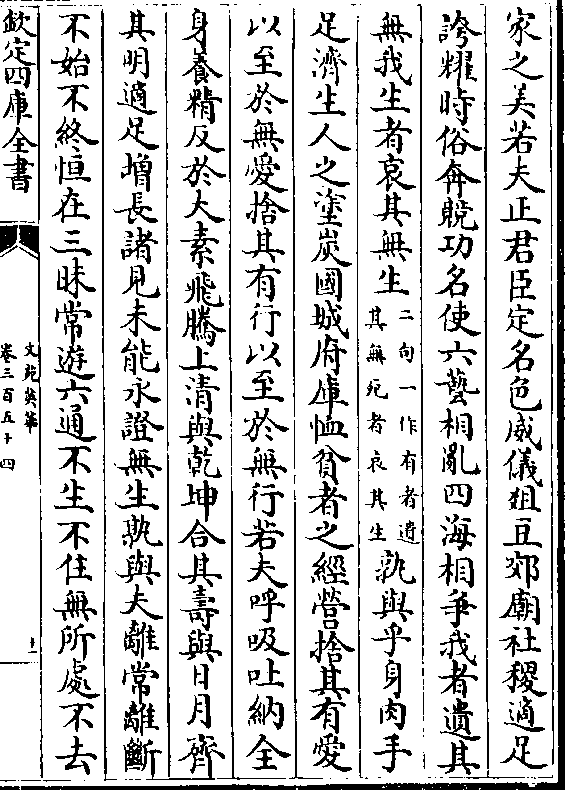 家之美若夫正君臣定名色威儀俎豆郊廟社稷適足
誇耀時俗奔競功名使六藝相亂四海相爭我者遺其
無我生者哀其無生二句一作有者遺其無死者哀其生孰與乎身肉手
足濟生人之塗炭國城府庫恤貧者之經營捨其有愛
以至於無愛捨其有行以至於無行若夫呼吸吐納全
身養精反於大素飛騰上清與乾坤合其壽與日月齊
其明適足增長諸見未能永證無生孰與夫離常離斷
不始不終恒在三昧常遊六通不生不住無所處不去
欽定四庫全書
文苑英華
卷三百五十四